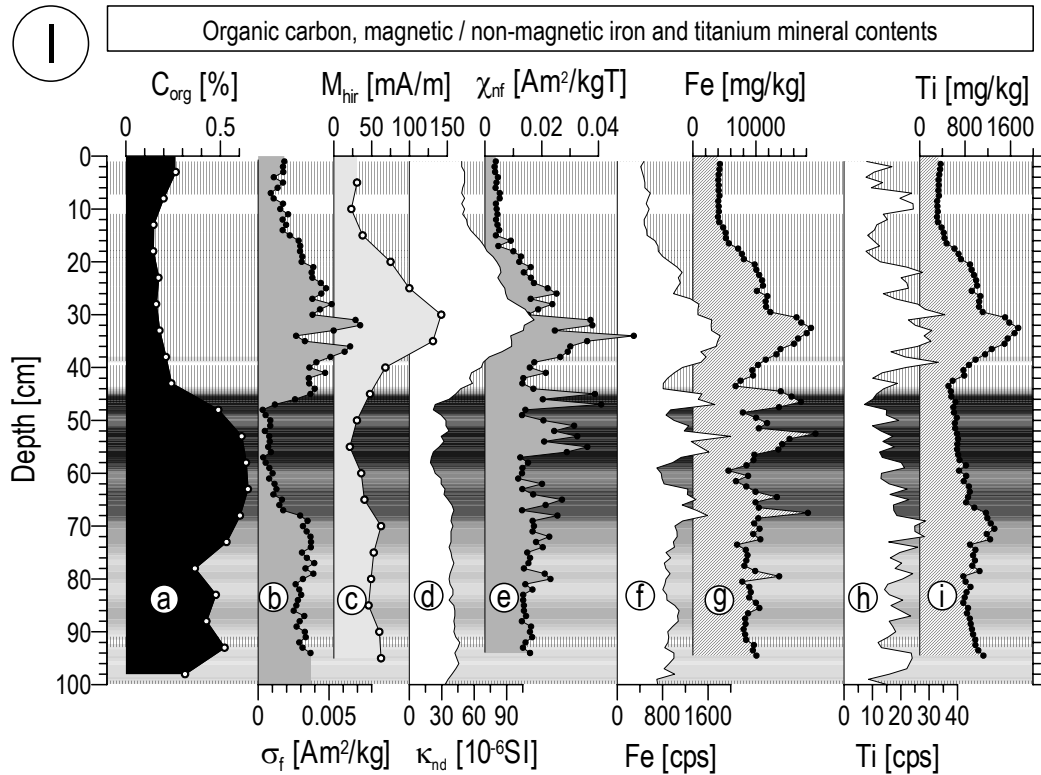 I
Organic carbon, magnetic / non-magnetic iron and titanium mineral contents
C_org [%] M_hir [mA/m] χ_nf [Am²/kgT] Fe [mg/kg] Ti [mg/kg]
0 0.5 0 50 100 150 0 0.02 0.04 0 10000 0 800 1600
Depth [cm]
0
10
20
30
40
50
60
70
80
90
100
a b c d e f g h i
0 0.005 0 30 60 90 0 800 1600 0 10 20 30 40
σ_f [Am²/kg] κ_nd [10⁻⁶SI] Fe [cps] Ti [cps]